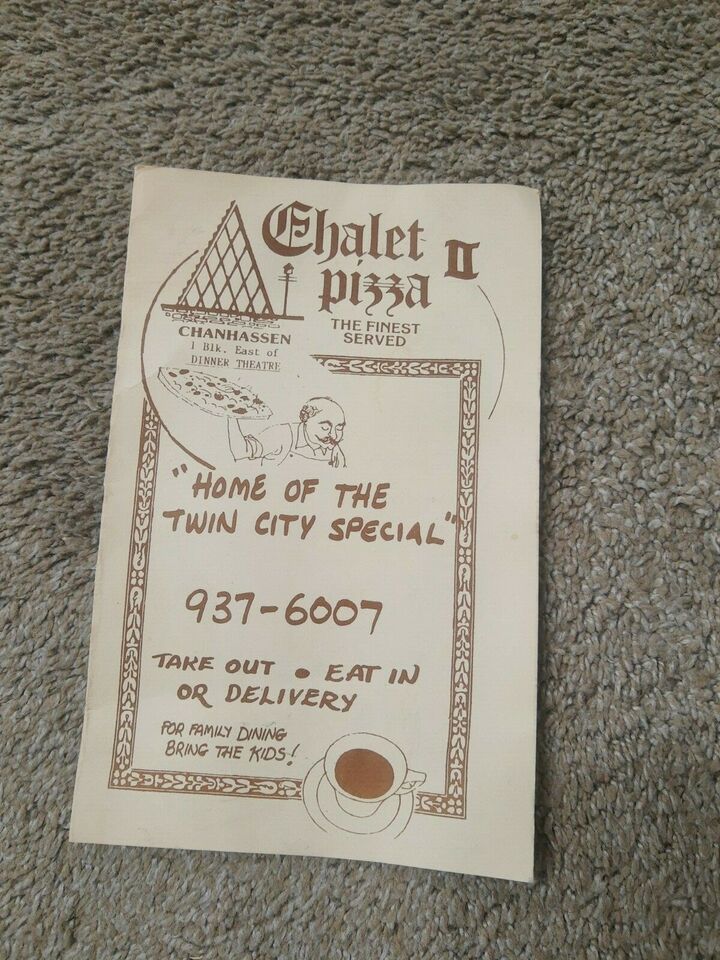 Chalet II
pizza
THE FINEST
SERVED
CHANHASSEN
1 Blk. East of
DINNER THEATRE
"HOME OF THE
TWIN CITY SPECIAL"
937-6007
TAKE OUT • EAT IN
OR DELIVERY
FOR FAMILY DINING
BRING THE KIDS!